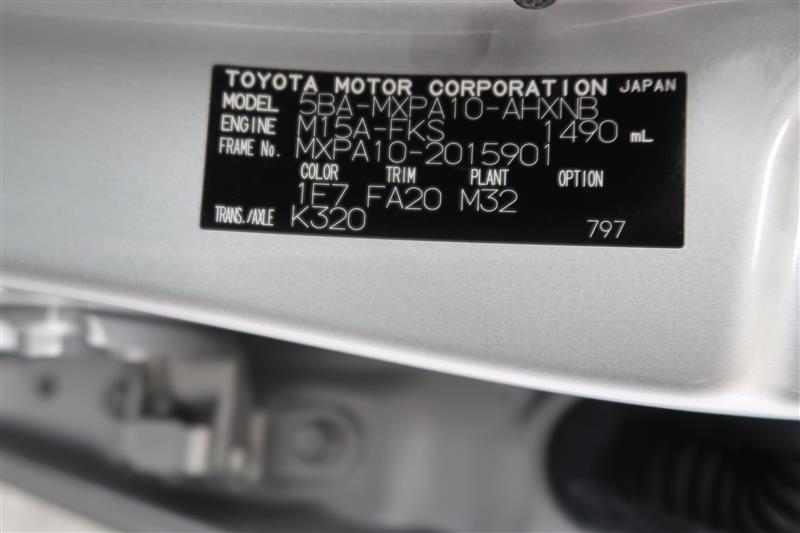 TOYOTA MOTOR CORPORATION JAPAN
MODEL 5BA-MXPA10-AHXNB
ENGINE M15A-FKS 1490 mL
FRAME No. MXPA10-2015901
COLOR TRIM PLANT OPTION
1E7 FA20 M32
TRANS./AXLE K320 797